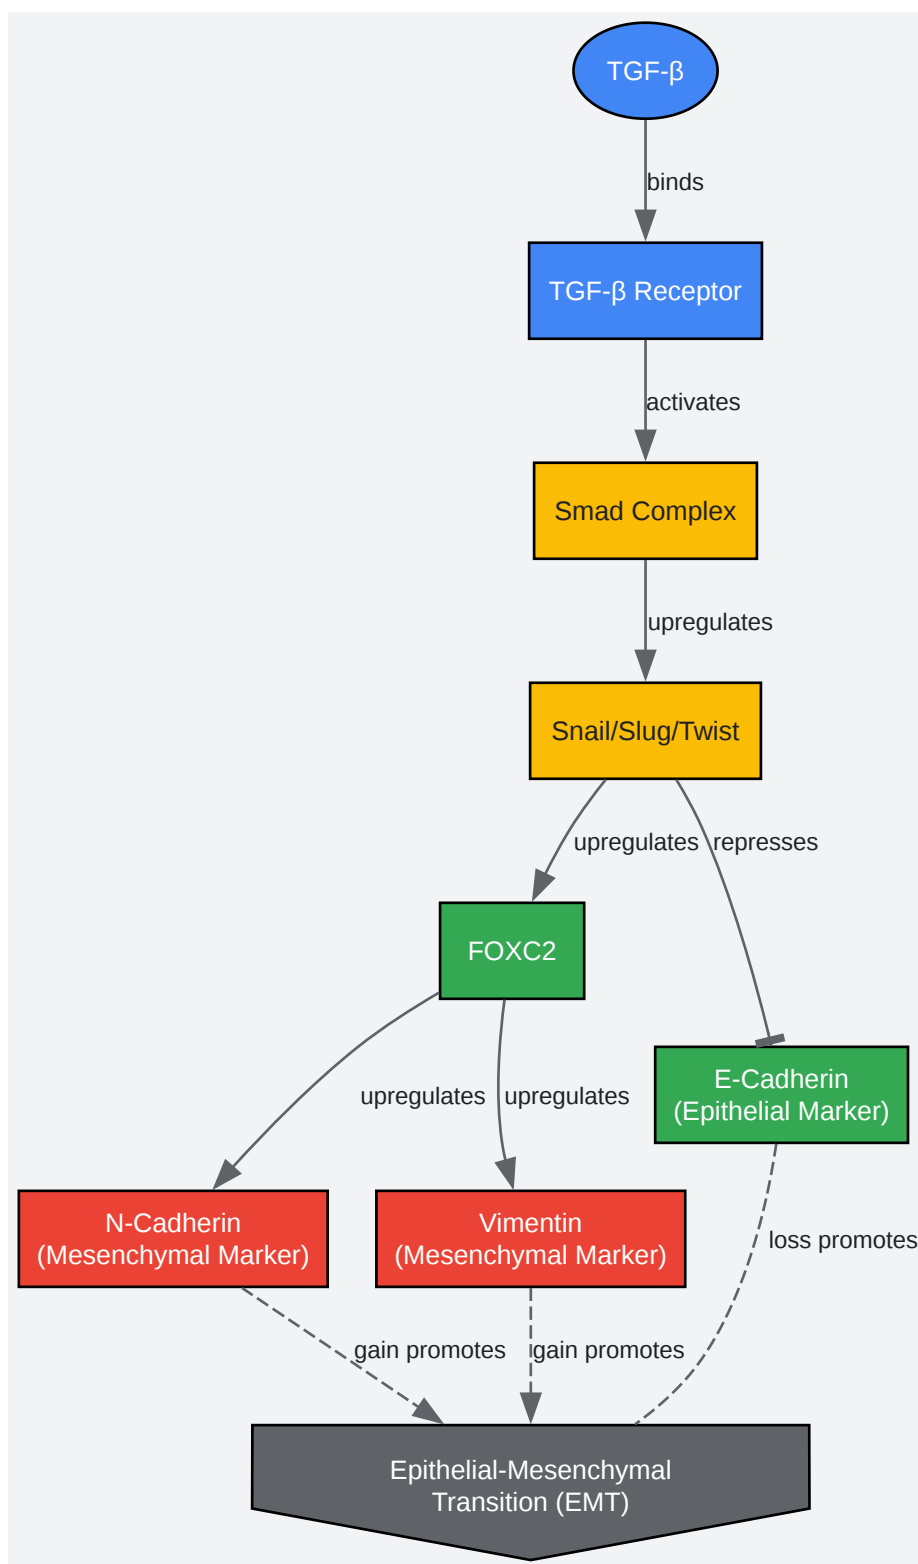 TGF-β
binds
TGF-β Receptor
activates
Smad Complex
upregulates
Snail/Slug/Twist
upregulates
represses
FOXC2
E-Cadherin
(Epithelial Marker)
upregulates
upregulates
N-Cadherin
(Mesenchymal Marker)
Vimentin
(Mesenchymal Marker)
loss promotes
gain promotes
gain promotes
Epithelial-Mesenchymal
Transition (EMT)